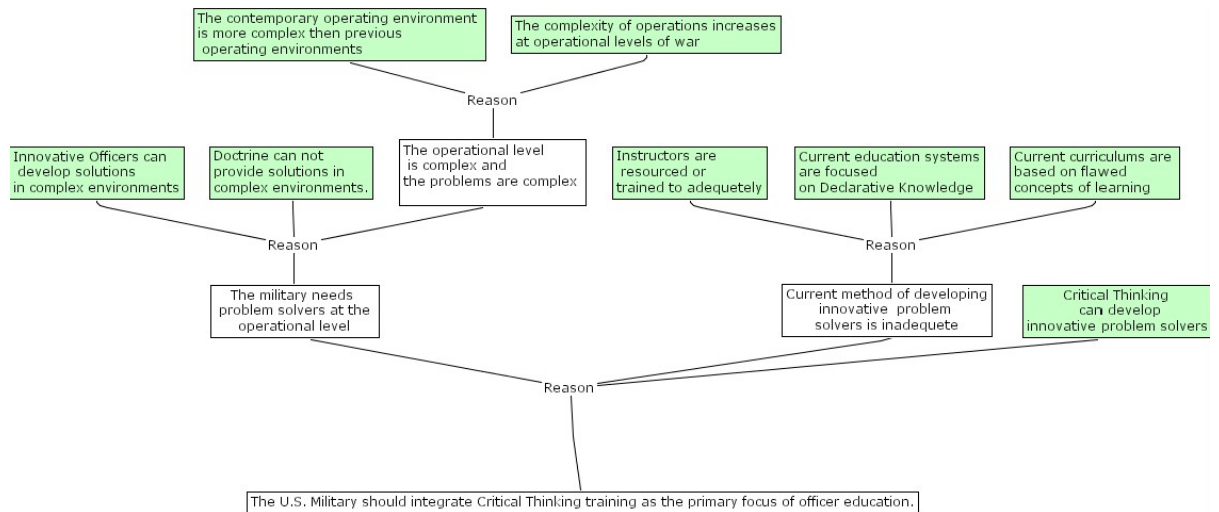 The contemporary operating environment
is more complex then previous
operating environments
The complexity of operations increases
at operational levels of war
Reason
Innovative Officers can
develop solutions
in complex environments
Doctrine can not
provide solutions in
complex environments.
The operational level
is complex and
the problems are complex
Instructors are
resourced or
trained to adequetely
Current education systems
are focused
on Declarative Knowledge
Current curriculums are
based on flawed
concepts of learning
Reason
Reason
The military needs
problem solvers at the
operational level
Current method of developing
innovative problem
solvers is inadequete
Critical Thinking
can develop
innovative problem solvers
Reason
The U.S. Military should integrate Critical Thinking training as the primary focus of officer education.